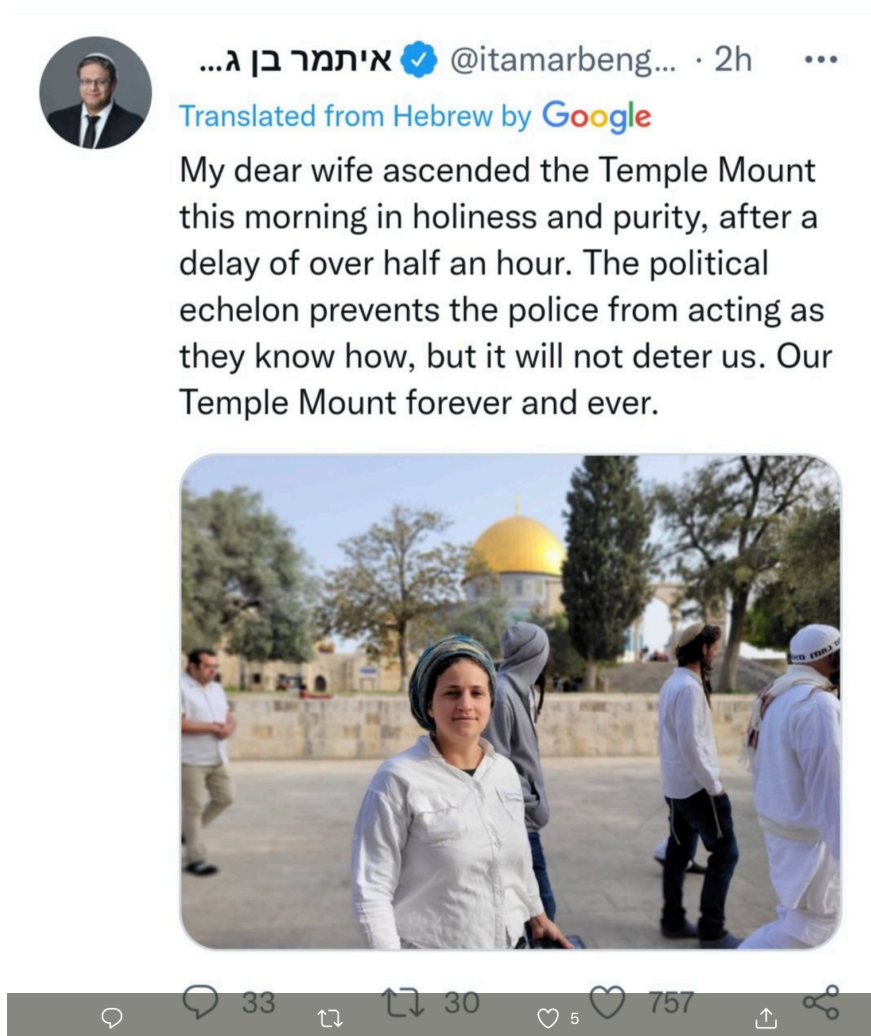 איתמר בן ג... @itamarbeng... · 2h
Translated from Hebrew by Google
My dear wife ascended the Temple Mount
this morning in holiness and purity, after a
delay of over half an hour. The political
echelon prevents the police from acting as
they know how, but it will not deter us. Our
Temple Mount forever and ever.
33 30 757
5